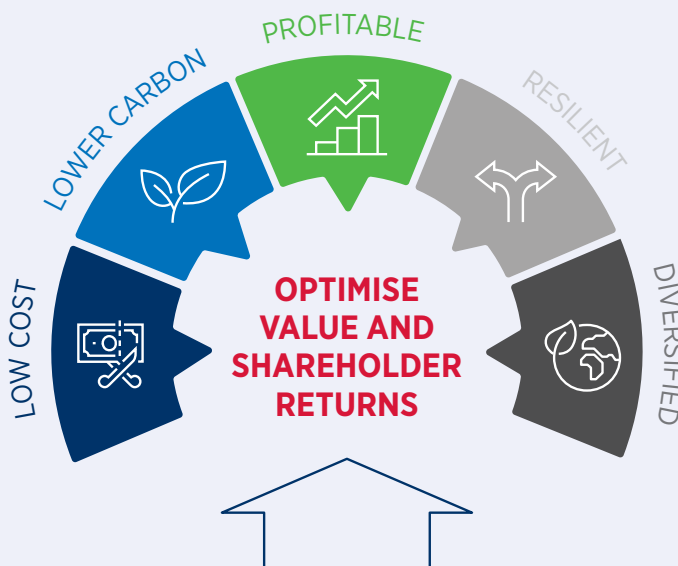 LOW COST
LOWER CARBON
PROFITABLE
RESILIENT
DIVERSIFIED
OPTIMISE
VALUE AND
SHAREHOLDER
RETURNS